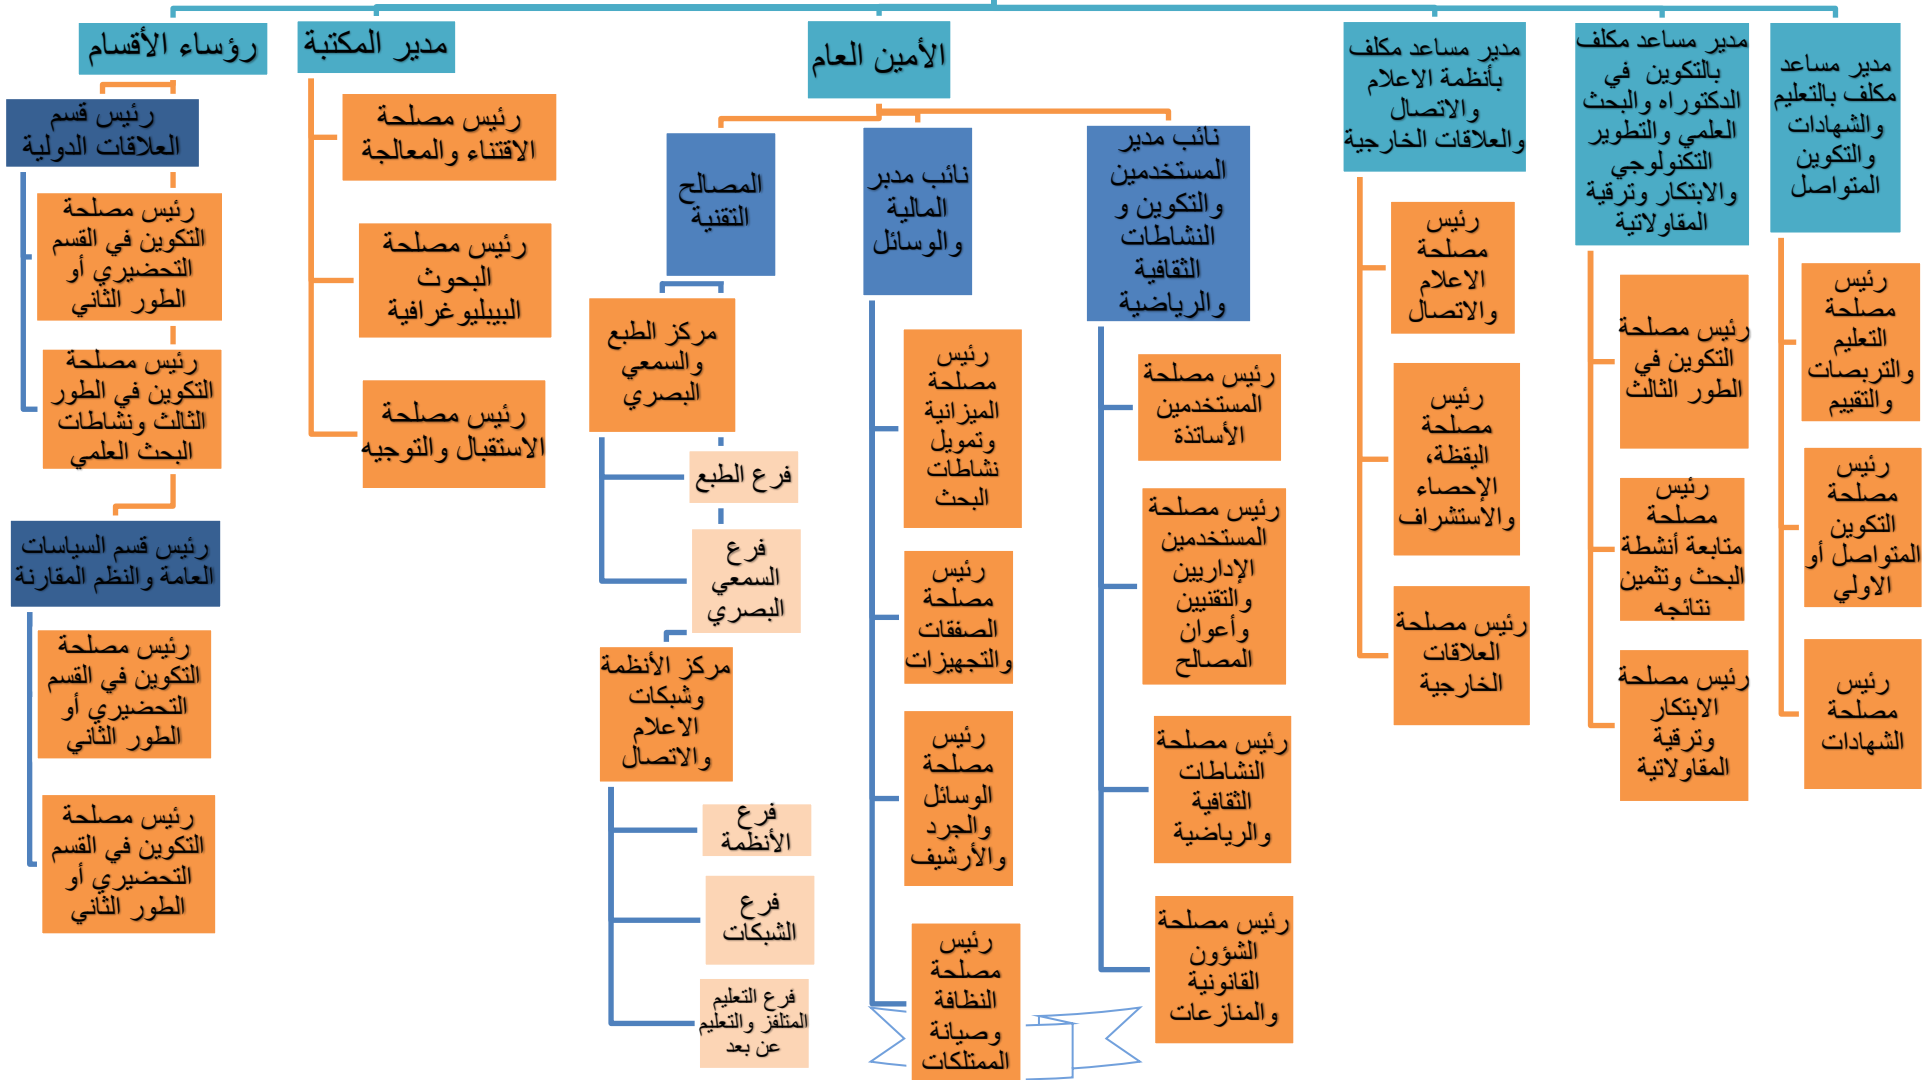 مدير مساعد
مكلف بالتعليم
والشهادات
والتكوين
المتواصل
رئيس
مصلحة
التعليم
والتربصات
والتقييم
رئيس
مصلحة
التكوين
المتواصل أو
الاولي
رئيس
مصلحة
الشهادات
مدير مساعد مكلف
بالتكوين في
الدكتوراه والبحث
العلمي والتطوير
التكنولوجي
والابتكار وترقية
المقاولاتية
رئيس مصلحة
التكوين في
الطور الثالث
رئيس
مصلحة
متابعة أنشطة
البحث وتثمين
نتائجه
رئيس مصلحة
الابتكار
وترقية
المقاولاتية
مدير مساعد مكلف
بأنظمة الاعلام
والاتصال
والعلاقات الخارجية
رئيس
مصلحة
الاعلام
والاتصال
رئيس
مصلحة
اليقظة،
الإحصاء
والاستشراف
رئيس مصلحة
العلاقات
الخارجية
الأمين العام
نائب مدير
المستخدمين
والتكوين و
النشاطات
الثقافية
والرياضية
رئيس مصلحة
المستخدمين
الأساتذة
رئيس مصلحة
المستخدمين
الإداريين
والتقنيين
وأعوان
المصالح
رئيس مصلحة
النشاطات
الثقافية
والرياضية
رئيس مصلحة
الشؤون
القانونية
والمنازعات
نائب مدبر
المالية
والوسائل
رئيس
مصلحة
الميزانية
وتمويل
نشاطات
البحث
رئيس
مصلحة
الصفقات
والتجهيزات
رئيس
مصلحة
الوسائل
والجرد
والأرشيف
رئيس
مصلحة
النظافة
وصيانة
الممتلكات
المصالح
التقنية
مركز الطبع
والسمعي
البصري
فرع الطبع
فرع
السمعي
البصري
مركز الأنظمة
وشبكات
الاعلام
والاتصال
فرع
الأنظمة
فرع
الشبكات
فرع التعليم
المتلفز والتعليم
عن بعد
مدير المكتبة
رئيس مصلحة
الاقتناء والمعالجة
رئيس مصلحة
البحوث
البيبليوغرافية
رئيس مصلحة
الاستقبال والتوجيه
رؤساء الأقسام
رئيس قسم
العلاقات الدولية
رئيس مصلحة
التكوين في القسم
التحضيري أو
الطور الثاني
رئيس مصلحة
التكوين في الطور
الثالث ونشاطات
البحث العلمي
رئيس قسم السياسات
العامة والنظم المقارنة
رئيس مصلحة
التكوين في القسم
التحضيري أو
الطور الثاني
رئيس مصلحة
التكوين في القسم
التحضيري أو
الطور الثاني